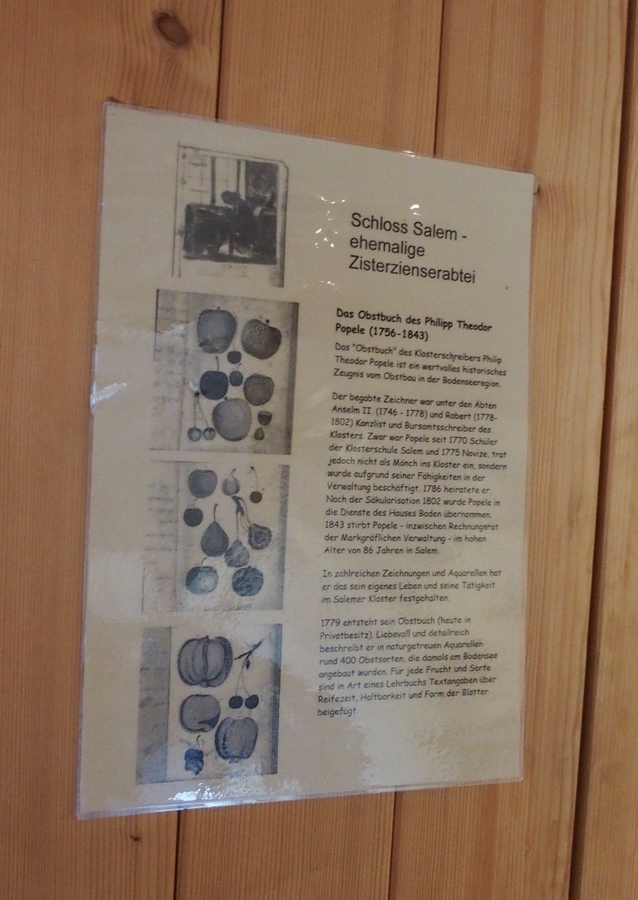 Schloss Salem -
ehemalige
Zisterzienserabtei
Das Obstbuch des Philipp Theodor
Popele (1756-1843)
Das "Obstbuch" des Klosterschreibers Philip
Theodor Popele ist ein wertvolles historisches
Zeugnis vom Obstbau in der Bodenseeregion.
Der begabte Zeichner war unter den Äbten
Anselm II. (1746 - 1778) und Robert (1778-
1802) Kanzlist und Bursamtsschreiber des
Klosters. Zwar war Popele seit 1770 Schüler
der Klosterschule Salem und 1775 Novize, trat
jedoch nicht als Mönch ins Kloster ein, sondern
wurde aufgrund seiner Fähigkeiten in der
Verwaltung beschäftigt. 1786 heiratete er.
Nach der Säkularisation 1802 wurde Popele in
die Dienste des Hauses Baden übernommen.
1843 stirbt Popele - inzwischen Rechnungsrat
der Markgräflichen Verwaltung - im hohen
Alter von 86 Jahren in Salem.
In zahlreichen Zeichnungen und Aquarellen hat
er das sein eigenes Leben und seine Tätigkeit
im Salemer Kloster festgehalten.
1779 entsteht sein Obstbuch (heute in
Privatbesitz). Liebevoll und detailreich
beschreibt er in naturgetreuen Aquarellen
rund 400 Obstsorten, die damals am Bodensee
angebaut wurden. Für jede Frucht und Sorte
sind in Art eines Lehrbuchs Textangaben über
Reifezeit, Haltbarkeit und Form der Blätter
beigefügt.